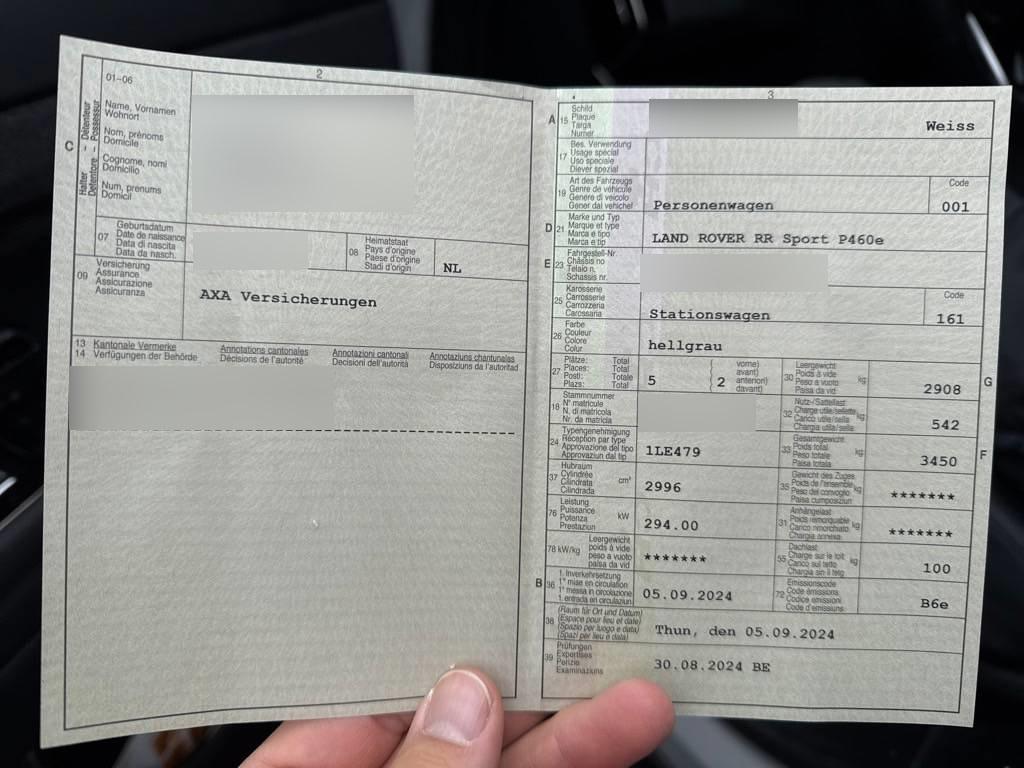 2
C
Halter – Détenteur
Detentore – Possessur
01-06
Name, Vornamen
Wohnort
Nom, prénoms
Domicile
Cognome, nomi
Domicilio
Num, prenums
Domicil
07
Geburtsdatum
Date de naissance
Data di nascita
Data da nasch.
08
Heimatstaat
Pays d'origine
Paese d'origine
Stadi d'origin
NL
09
Versicherung
Assurance
Assicurazione
Assicuranza
AXA Versicherungen
13 Kantonale Vermerke
14 Verfügungen der Behörde
Annotations cantonales
Décisions de l'autorité
Annotazioni cantonali
Decisioni dell'autorità
Annotaziuns chantunalas
Disposiziuns da l'autoritad
3
A
15
Schild
Plaque
Targa
Numer
Weiss
17
Bes. Verwendung
Usage spécial
Uso speciale
Diever spezial
19
Art des Fahrzeugs
Genre de véhicule
Genere di veicolo
Gener dal vehichel
Personenwagen
Code
001
D
21
Marke und Typ
Marque et type
Marca e tipo
Marca e tip
LAND ROVER RR Sport P460e
E
23
Fahrgestell-Nr.
Châssis no
Telaio n.
Schassis nr.
25
Karosserie
Carrosserie
Carrozzeria
Carossaria
Stationswagen
Code
161
26
Farbe
Couleur
Colore
Colur
hellgrau
27
Plätze: Total
Places: Total
Posti: Totale
Plazs: Total
5
2
vorne)
avant)
anteriori)
davant)
30
Leergewicht
Poids à vide
Peso a vuoto
Paisa da vid
kg
2908
G
18
Stammnummer
N° matricule
N. di matricola
Nr. da matricla
32
Nutz-/Sattellast
Charge utile/sellette
Carico utile/sella
Chargia utila/sella
kg
542
24
Typengenehmigung
Réception par type
Approvazione del tipo
Approvaziun dal tip
1LE479
33
Gesamtgewicht
Poids total
Peso totale
Paisa totala
kg
3450
F
37
Hubraum
Cylindrée
Cilindrata
Cilindrada
cm³
2996
35
Gewicht des Zuges
Poids de l'ensemble
Peso del convoglio
Paisa cumposiziun
kg
*******
76
Leistung
Puissance
Potenza
Prestaziun
kW
294.00
31
Anhängelast
Poids remorquable
Carico rimorchiato
Chargia annexa
kg
*******
78 kW/kg
Leergewicht
poids à vide
peso a vuoto
paisa da vid
*******
55
Dachlast
Charge sur le toit
Carico sul tetto
Chargia sin il tetg
kg
100
B
36
1. Inverkehrsetzung
1re mise en circulation
1a messa in circolazione
1. entrada en circulaziun
05.09.2024
72
Emissionscode
Code émissions
Codice emissioni
Code d'emissiuns
B6e
38
(Raum für Ort und Datum)
(Espace pour lieu et date)
(Spazio per luogo e data)
(Spazi per lieu e data)
Thun, den 05.09.2024
39
Prüfungen
Expertises
Perizie
Examinaziuns
30.08.2024 BE